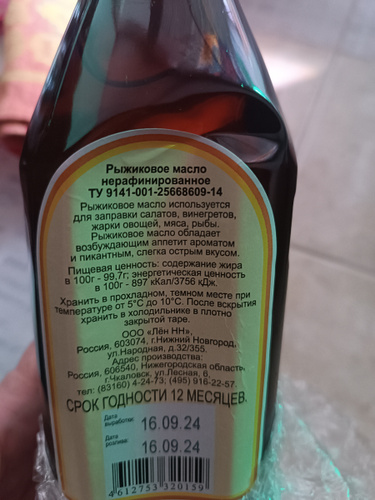 Рыжиковое масло
нерафинированное
ТУ 9141-001-25668609-14
Рыжиковое масло используется
для заправки салатов, винегретов,
жарки овощей, мяса, рыбы.
Рыжиковое масло обладает
возбуждающим аппетит ароматом
и пикантным, слегка острым вкусом.
Пищевая ценность: содержание жира
в 100г - 99,7г; энергетическая ценность
в 100г - 897 кКал/3756 кДж.
Хранить в прохладном, темном месте при
температуре от 5°С до 10°С. После вскрытия
хранить в холодильнике в плотно
закрытой таре.
ООО «Лён НН»,
Россия, 603074, г.Нижний Новгород,
ул.Народная, д.32/355.
Адрес производства:
Россия, 606540, Нижегородская область,
г.Чкаловск, ул.Лесная, 6.
тел: (83160) 4-24-73; (495) 916-22-57.
СРОК ГОДНОСТИ 12 МЕСЯЦЕВ.
Дата
выработки: 16.09.24
Дата
розлива: 16.09.24
4612753320139